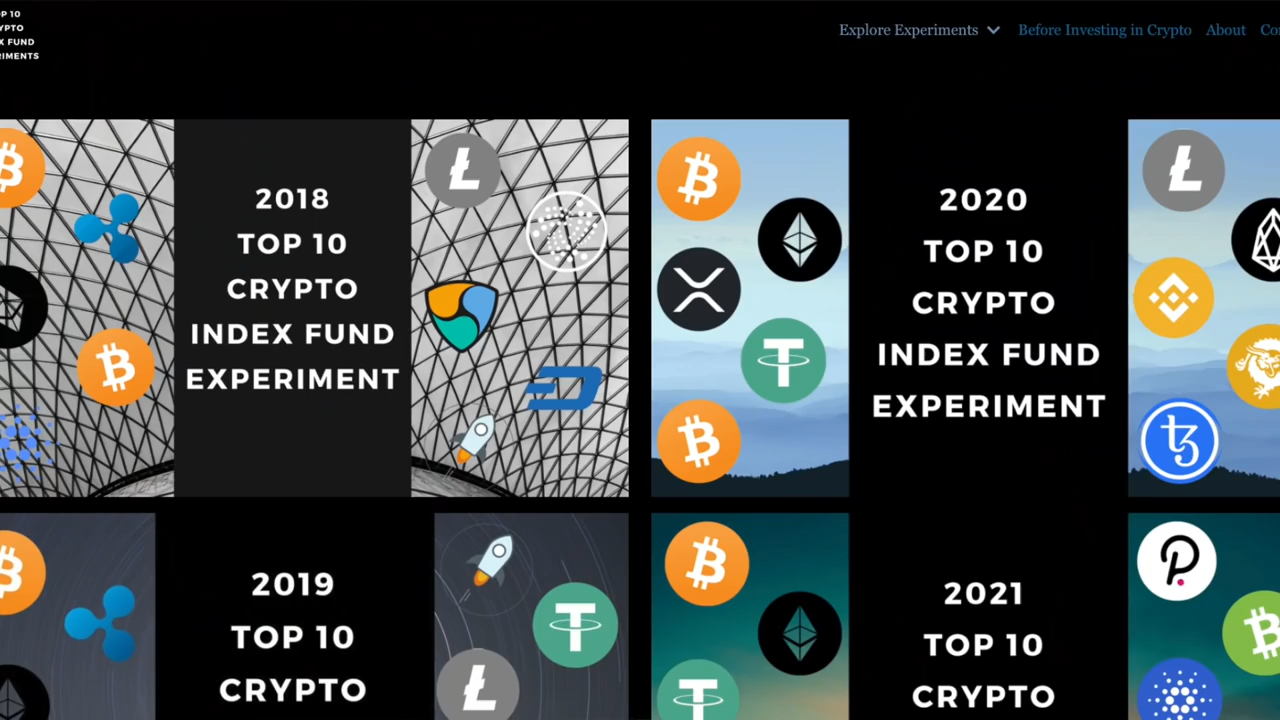 P 10
YPTO
X FUND
RIMENTS
Explore Experiments
Before Investing in Crypto
About
Co
2018
TOP 10
CRYPTO
INDEX FUND
EXPERIMENT
2020
TOP 10
CRYPTO
INDEX FUND
EXPERIMENT
2019
TOP 10
CRYPTO
2021
TOP 10
CRYPTO